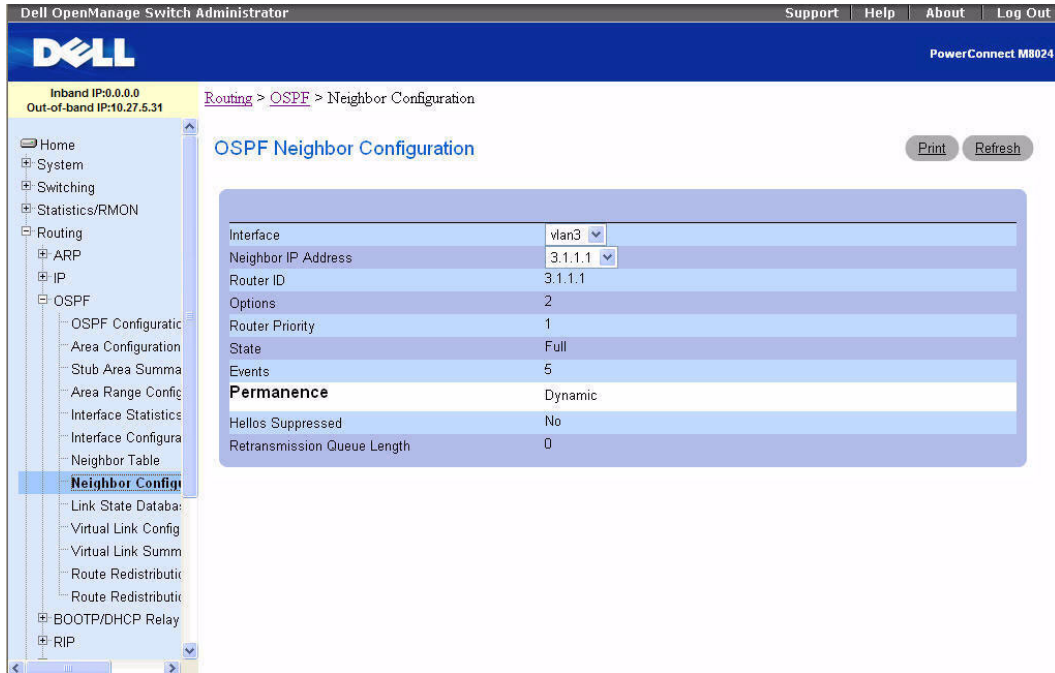 Dell OpenManage Switch Administrator
Support Help About Log Out
DELL
PowerConnect M8024
Inband IP:0.0.0.0
Out-of-band IP:10.27.5.31
Routing > OSPF > Neighbor Configuration
OSPF Neighbor Configuration
Print Refresh
Home
System
Switching
Statistics/RMON
Routing
ARP
IP
OSPF
OSPF Configuratio
Area Configuration
Stub Area Summa
Area Range Config
Interface Statistics
Interface Configura
Neighbor Table
Neighbor Configu
Link State Databa
Virtual Link Config
Virtual Link Summ
Route Redistributio
Route Redistributio
BOOTP/DHCP Relay
RIP
Interface vlan3
Neighbor IP Address 3.1.1.1
Router ID 3.1.1.1
Options 2
Router Priority 1
State Full
Events 5
Permanence Dynamic
Hellos Suppressed No
Retransmission Queue Length 0